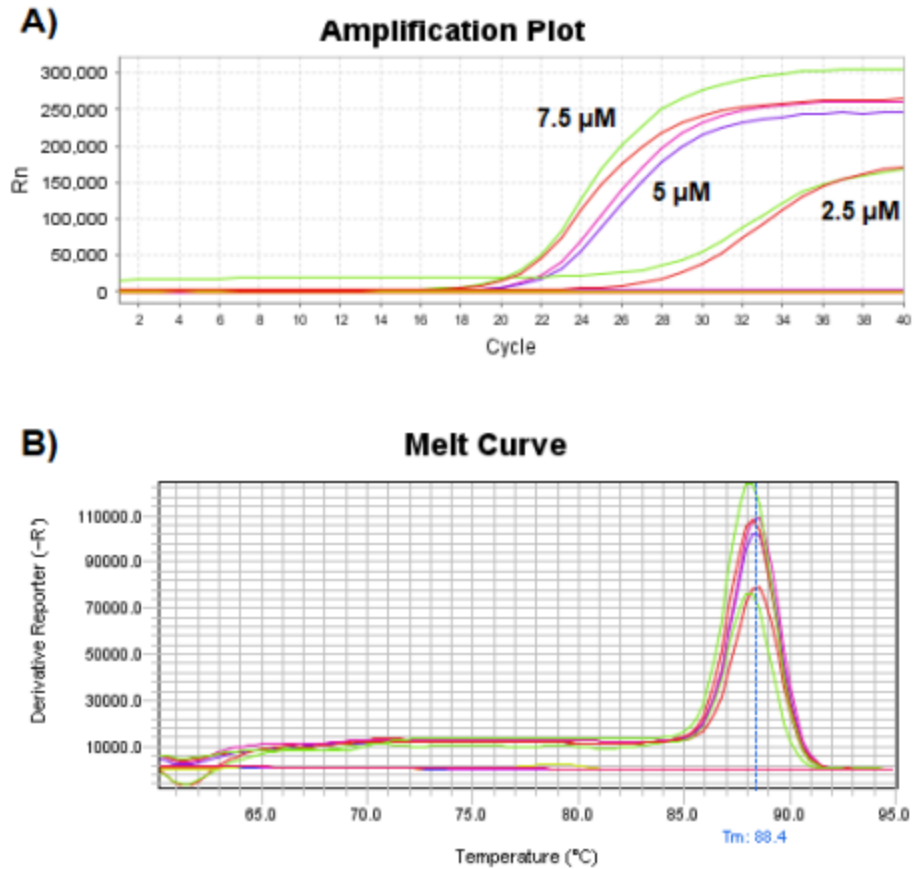 A)
Amplification Plot
300,000
250,000
200,000
150,000
100,000
50,000
0
Rn
7.5 µM
5 µM
2.5 µM
2 4 6 8 10 12 14 16 18 20 22 24 26 28 30 32 34 36 38 40
Cycle
B)
Melt Curve
110000.0
90000.0
70000.0
50000.0
30000.0
10000.0
Derivative Reporter (-R')
65.0 70.0 75.0 80.0 85.0 90.0 95.0
Tm: 88.4
Temperature (°C)